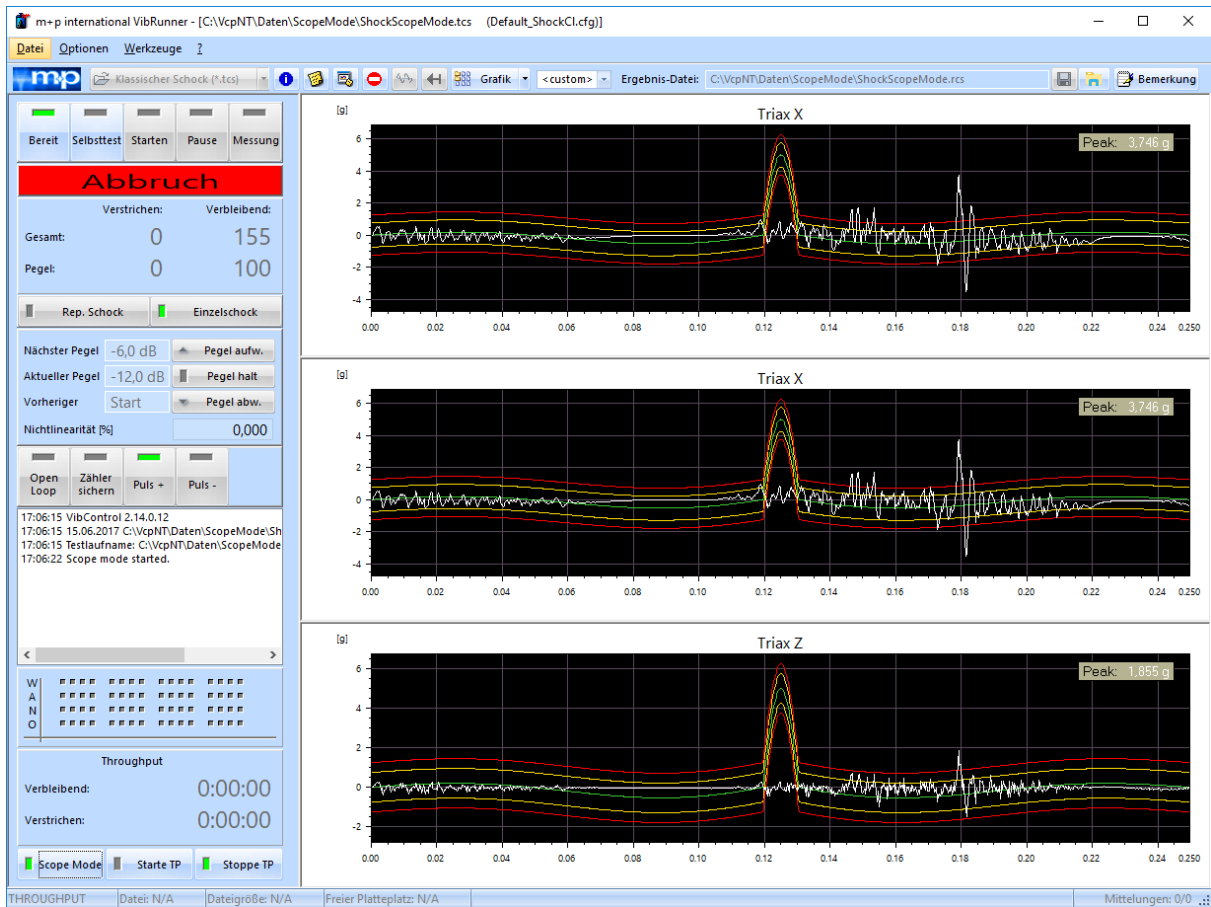 m+p international VibRunner - [C:\VcpNT\Daten\ScopeMode\ShockScopeMode.tcs (Default_ShockCl.cfg)]
Datei Optionen Werkzeuge ?
m+p Klassischer Schock (*.tcs) Grafik <custom> Ergebnis-Datei: C:\VcpNT\Daten\ScopeMode\ShockScopeMode.rcs Bemerkung
Bereit Selbsttest Starten Pause Messung
Abbruch
Verstrichen: Verbleibend:
Gesamt: 0 155
Pegel: 0 100
Rep. Schock Einzelschock
Nächster Pegel -6,0 dB Pegel aufw.
Aktueller Pegel -12,0 dB Pegel halt
Vorheriger Start Pegel abw.
Nichtlinearität [%] 0,000
Open Loop Zähler sichern Puls + Puls -
17:06:15 VibControl 2.14.0.12
17:06:15 15.06.2017 C:\VcpNT\Daten\ScopeMode\Sh
17:06:15 Testlaufname: C:\VcpNT\Daten\ScopeMode
17:06:22 Scope mode started.
W
A
N
O
Throughput
Verbleibend: 0:00:00
Verstrichen: 0:00:00
Scope Mode Starte TP Stoppe TP
[g] Triax X
Peak: 3,746 g
6
4
2
0
-2
-4
0.00 0.02 0.04 0.06 0.08 0.10 0.12 0.14 0.16 0.18 0.20 0.22 0.24 0.250
[g] Triax X
Peak: 3,746 g
6
4
2
0
-2
-4
0.00 0.02 0.04 0.06 0.08 0.10 0.12 0.14 0.16 0.18 0.20 0.22 0.24 0.250
[g] Triax Z
Peak: 1,855 g
6
4
2
0
-2
0.00 0.02 0.04 0.06 0.08 0.10 0.12 0.14 0.16 0.18 0.20 0.22 0.24 0.250
THROUGHPUT Datei: N/A Dateigröße: N/A Freier Platteplatz: N/A Mittelungen: 0/0